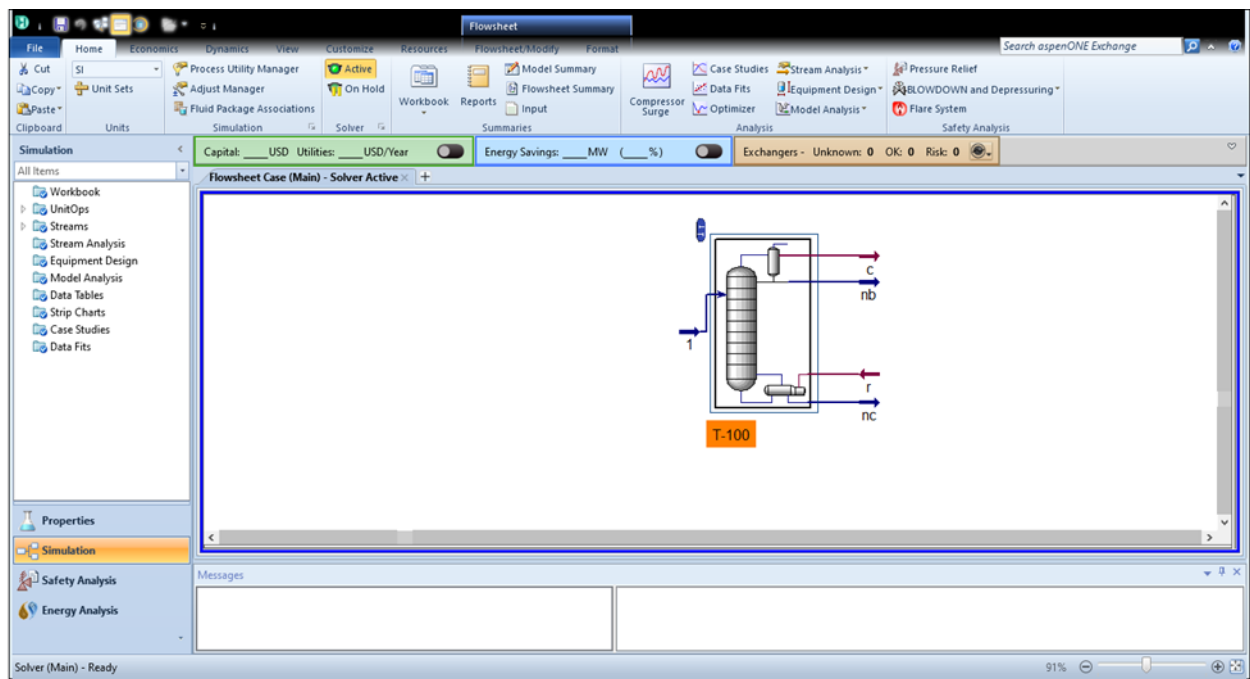 Flowsheet
File Home Economics Dynamics View Customize Resources Flowsheet/Modify Format Search aspenONE Exchange
Cut SI Process Utility Manager Active Model Summary Case Studies Stream Analysis Pressure Relief
Copy Unit Sets Adjust Manager On Hold Flowsheet Summary Data Fits Equipment Design BLOWDOWN and Depressuring
Paste Fluid Package Associations Workbook Reports Input Compressor Surge Optimizer Model Analysis Flare System
Clipboard Units Simulation Solver Summaries Analysis Safety Analysis
Simulation < Capital: ____USD Utilities: ____USD/Year Energy Savings: ____MW (____%) Exchangers - Unknown: 0 OK: 0 Risk: 0
All Items
Flowsheet Case (Main) - Solver Active × +
Workbook
UnitOps
Streams
Stream Analysis
Equipment Design
Model Analysis
Data Tables
Strip Charts
Case Studies
Data Fits
c
nb
1
r
nc
T-100
Properties
Simulation
Safety Analysis
Energy Analysis
Messages
Solver (Main) - Ready 91%